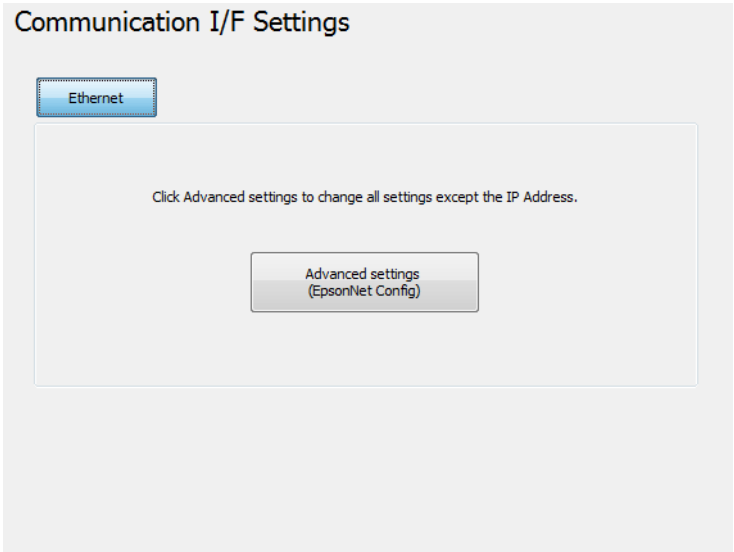 Communication I/F Settings
Ethernet
Click Advanced settings to change all settings except the IP Address.
Advanced settings
(EpsonNet Config)